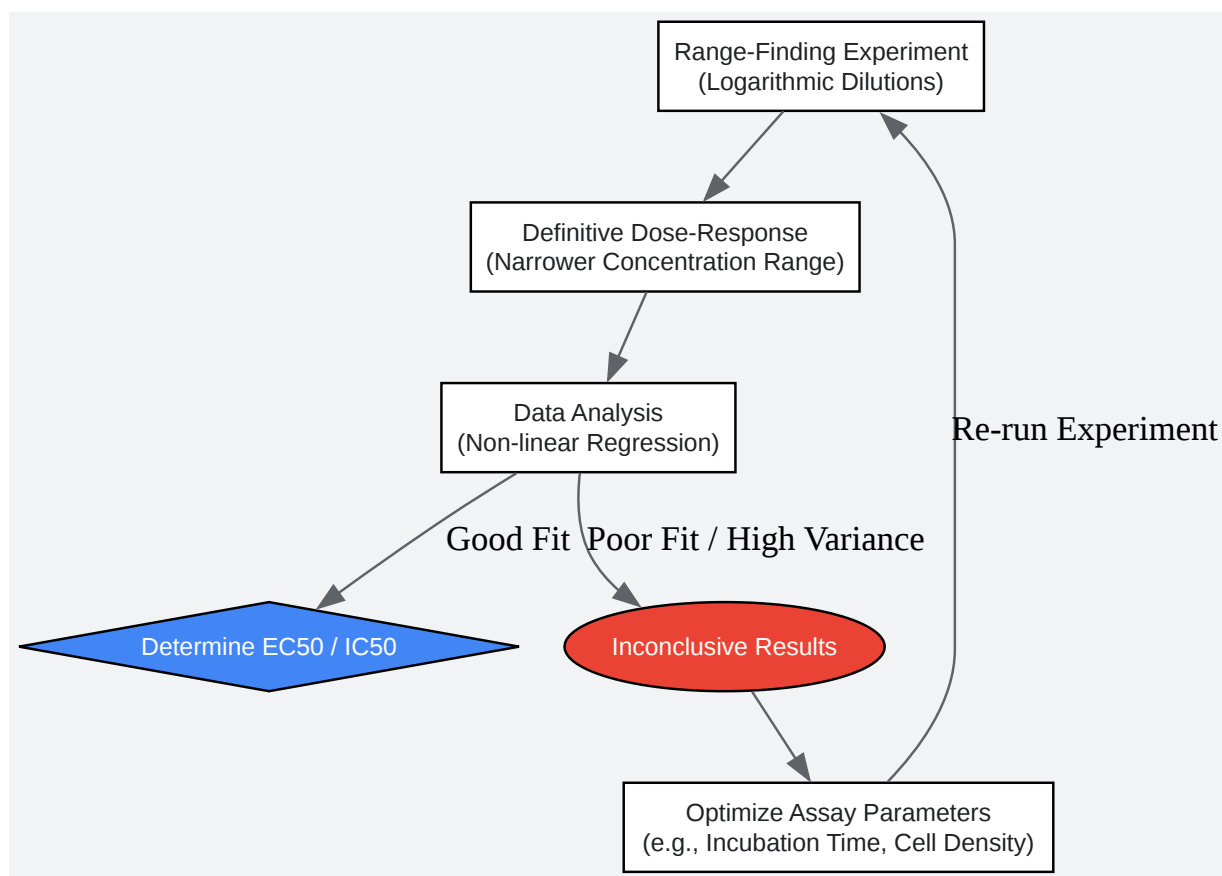 Range-Finding Experiment
(Logarithmic Dilutions)
Definitive Dose-Response
(Narrower Concentration Range)
Data Analysis
(Non-linear Regression)
Re-run Experiment
Good Fit
Poor Fit / High Variance
Determine EC50 / IC50
Inconclusive Results
Optimize Assay Parameters
(e.g., Incubation Time, Cell Density)